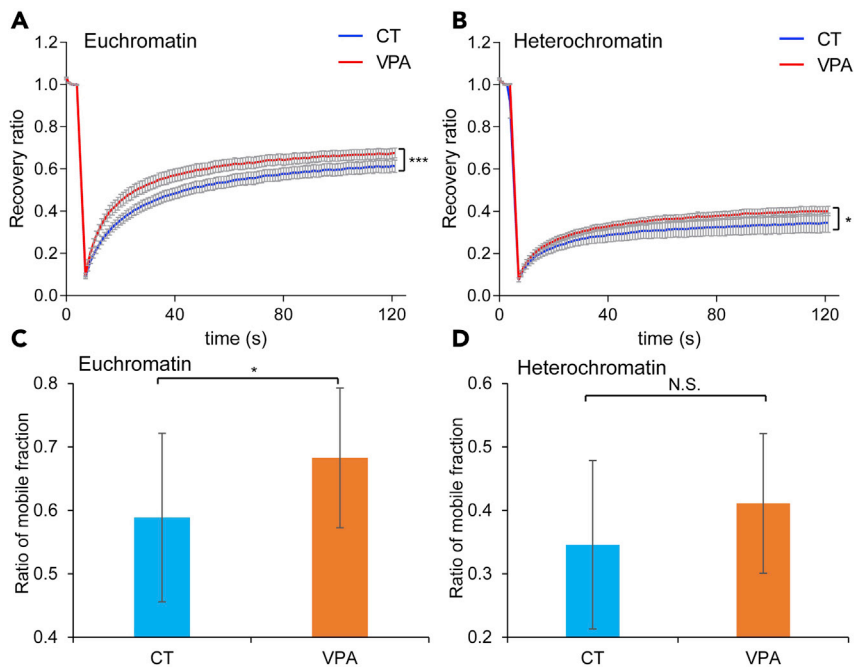 A
Euchromatin
CT
VPA
Recovery ratio
1.2
1.0
0.8
0.6
0.4
0.2
0.0
***
0 40 80 120
time (s)
B
Heterochromatin
CT
VPA
Recovery ratio
1.2
1.0
0.8
0.6
0.4
0.2
0.0
*
0 40 80 120
time (s)
C
Euchromatin
*
Ratio of mobile fraction
0.8
0.7
0.6
0.5
0.4
CT VPA
D
Heterochromatin
N.S.
Ratio of mobile fraction
0.6
0.5
0.4
0.3
0.2
CT VPA